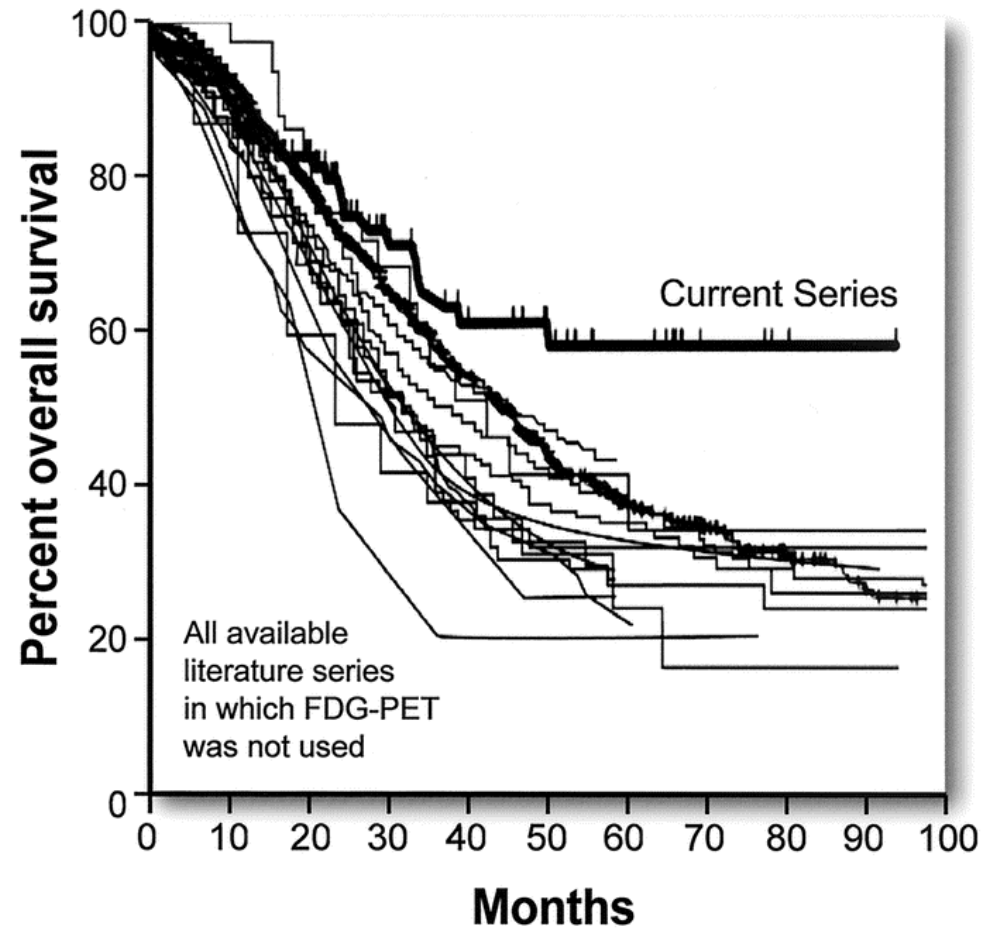 100
80
60
40
20
0
Percent overall survival
Current Series
All available
literature series
in which FDG-PET
was not used
0 10 20 30 40 50 60 70 80 90 100
Months